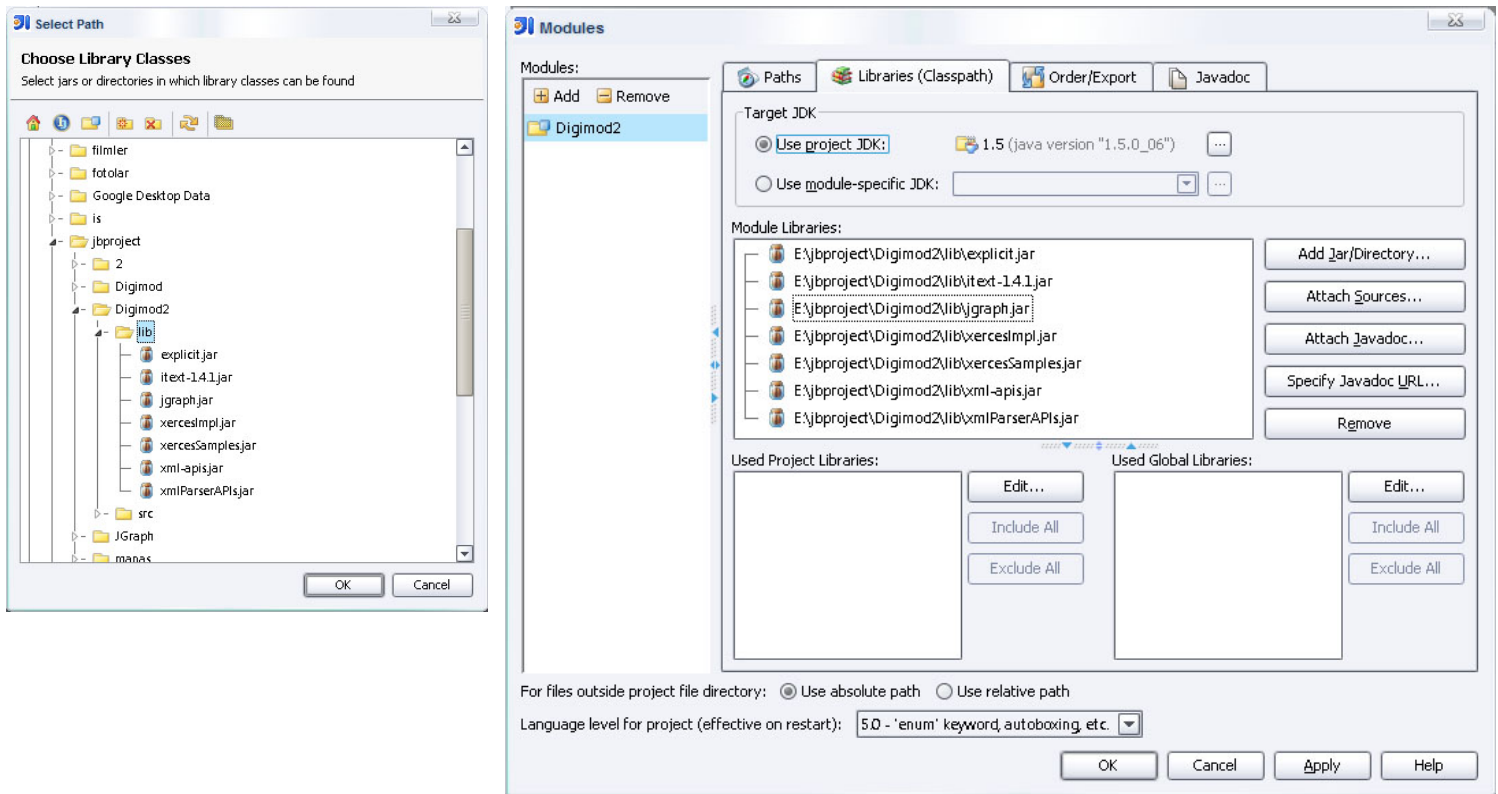 Select Path
Choose Library Classes
Select jars or directories in which library classes can be found
filmler
fotolar
Google Desktop Data
is
jbproject
2
Digimod
Digimod2
lib
explicit.jar
itext-1.4.1.jar
jgraph.jar
xercesImpl.jar
xercesSamples.jar
xml-apis.jar
xmlParserAPIs.jar
src
JGraph
manas
OK Cancel
Modules
Modules:
Add Remove
Digimod2
Paths Libraries (Classpath) Order/Export Javadoc
Target JDK
Use project JDK: 1.5 (java version "1.5.0_06") ...
Use module-specific JDK: ...
Module Libraries:
E:\jbproject\Digimod2\lib\explicit.jar
E:\jbproject\Digimod2\lib\itext-1.4.1.jar
E:\jbproject\Digimod2\lib\jgraph.jar
E:\jbproject\Digimod2\lib\xercesImpl.jar
E:\jbproject\Digimod2\lib\xercesSamples.jar
E:\jbproject\Digimod2\lib\xml-apis.jar
E:\jbproject\Digimod2\lib\xmlParserAPIs.jar
Add Jar/Directory...
Attach Sources...
Attach Javadoc...
Specify Javadoc URL...
Remove
Used Project Libraries:
Edit...
Include All
Exclude All
Used Global Libraries:
Edit...
Include All
Exclude All
For files outside project file directory: Use absolute path Use relative path
Language level for project (effective on restart): 5.0 - 'enum' keyword, autoboxing, etc.
OK Cancel Apply Help